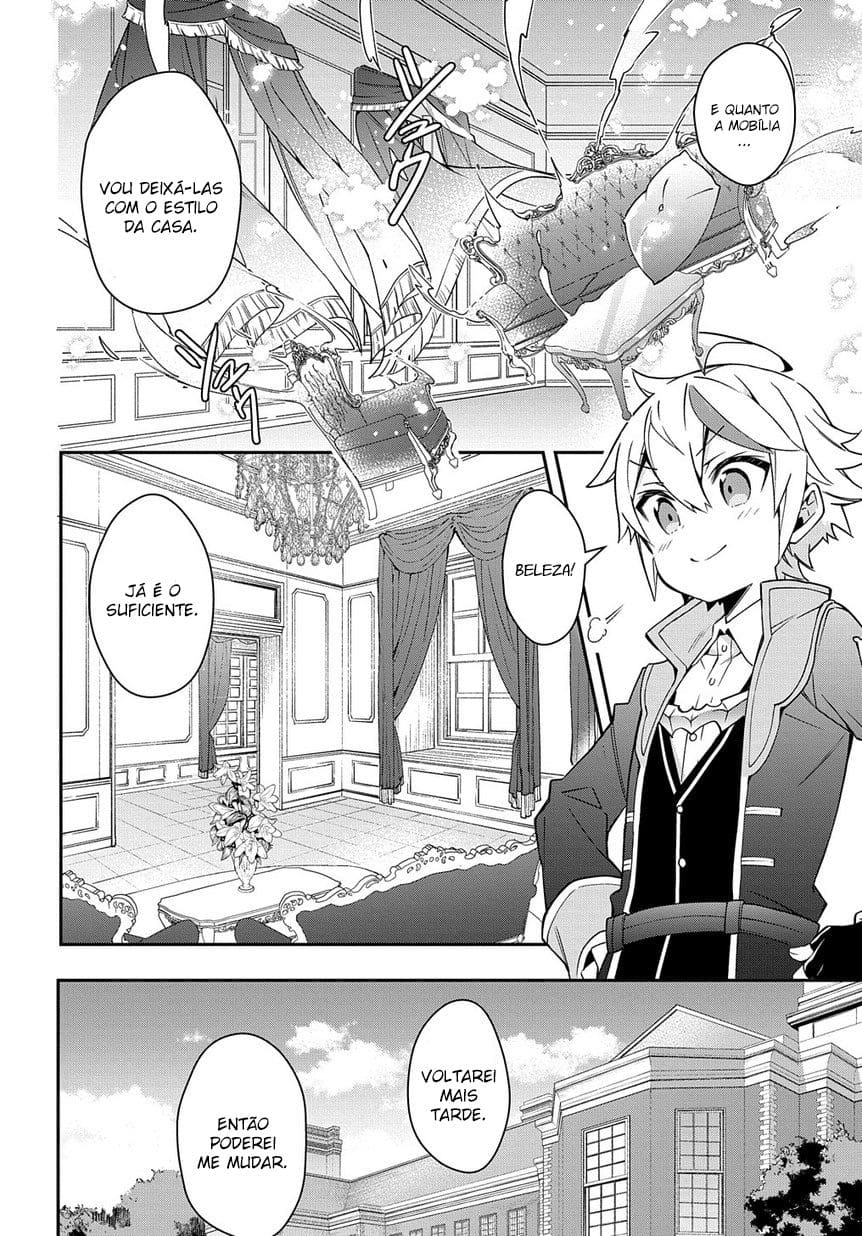 E QUANTO
A MOBÍLIA
...
VOU DEIXÁ-LAS
COM O ESTILO
DA CASA.
BELEZA!
JÁ É O
SUFICIENTE.
VOLTAREI
MAIS
TARDE.
ENTÃO
PODEREI
ME MUDAR.